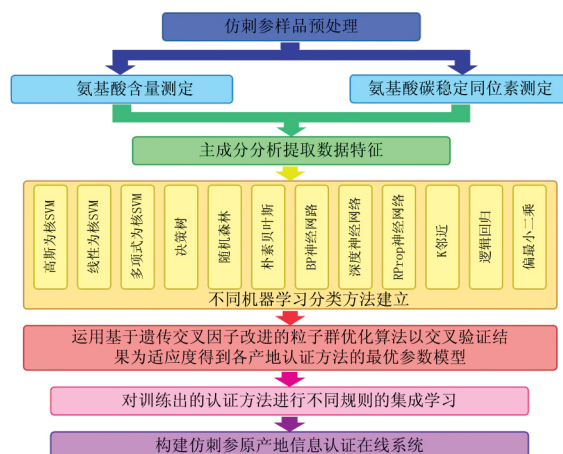 仿刺参样品预处理
氨基酸含量测定
氨基酸碳稳定同位素测定
主成分分析提取数据特征
高斯为核SVM
线性为核SVM
多项式为核SVM
决策树
随机森林
朴素贝叶斯
BP神经网路
深度神经网络
RProp神经网络
K邻近
逻辑回归
偏最小二乘
不同机器学习分类方法建立
运用基于遗传交叉因子改进的粒子群优化算法以交叉验证结
果为适应度得到各产地认证方法的最优参数模型
对训练出的认证方法进行不同规则的集成学习
构建仿刺参原产地信息认证在线系统